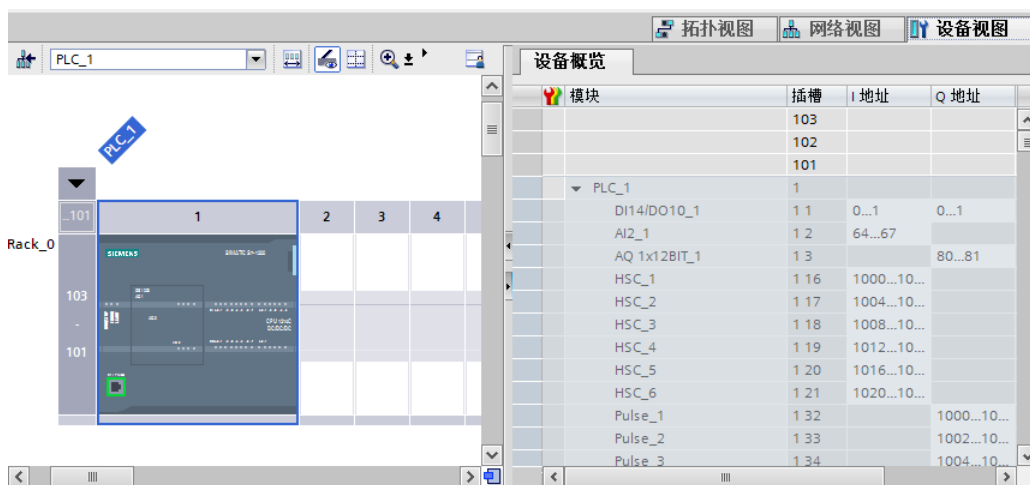 拓扑视图 网络视图 设备视图
PLC_1
设备概览
模块 插槽 I 地址 Q 地址
103
102
101
PLC_1 1
DI14/DO10_1 1 1 0...1 0...1
AI2_1 1 2 64...67
AQ 1x12BIT_1 1 3 80...81
HSC_1 1 16 1000...10...
HSC_2 1 17 1004...10...
HSC_3 1 18 1008...10...
HSC_4 1 19 1012...10...
HSC_5 1 20 1016...10...
HSC_6 1 21 1020...10...
Pulse_1 1 32 1000...10...
Pulse_2 1 33 1002...10...
Pulse_3 1 34 1004...10...
PLC_1
...101 1 2 3 4
Rack_0
SIEMENS
103
-
101